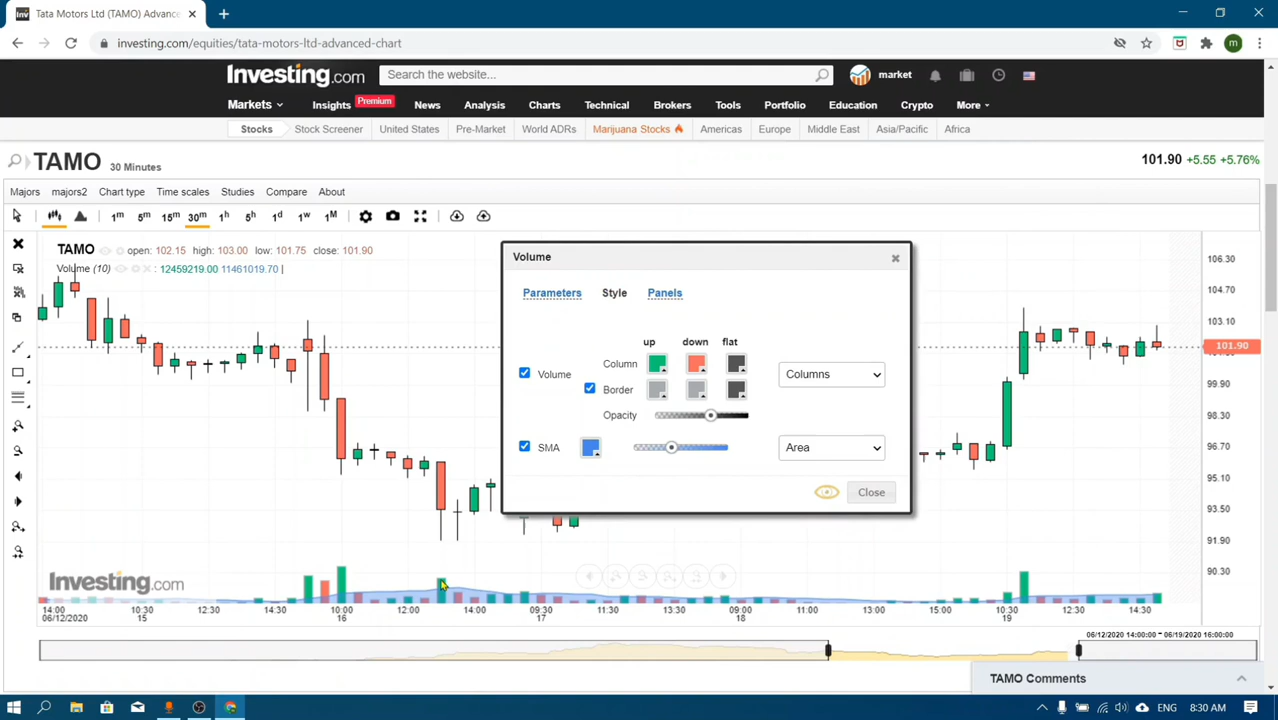 Tata Motors Ltd (TAMO) Advance
investing.com/equities/tata-motors-ltd-advanced-chart
m
Investing.com
Search the website...
market
Markets Insights Premium News Analysis Charts Technical Brokers Tools Portfolio Education Crypto More
Stocks Stock Screener United States Pre-Market World ADRs Marijuana Stocks Americas Europe Middle East Asia/Pacific Africa
TAMO 30 Minutes
101.90 +5.55 +5.76%
Majors majors2 Chart type Time scales Studies Compare About
1m 5m 15m 30m 1h 5h 1d 1w 1M
TAMO open: 102.15 high: 103.00 low: 101.75 close: 101.90
Volume (10) : 12459219.00 11461019.70 |
Volume
Parameters Style Panels
up down flat
Column
Volume
Columns
Border
Opacity
SMA
Area
Close
106.30
104.70
103.10
101.90
99.90
98.30
96.70
95.10
93.50
91.90
90.30
Investing.com
14:00 10:30 12:30 10:00 12:00 14:00 09:30 11:30 13:30 09:00 11:00 13:00 15:00 10:30 12:30 14:30
06/12/2020 15 16 17 18 19
06/12/2020 14:00:00 - 06/19/2020 16:00:00
TAMO Comments
ENG 8:30 AM